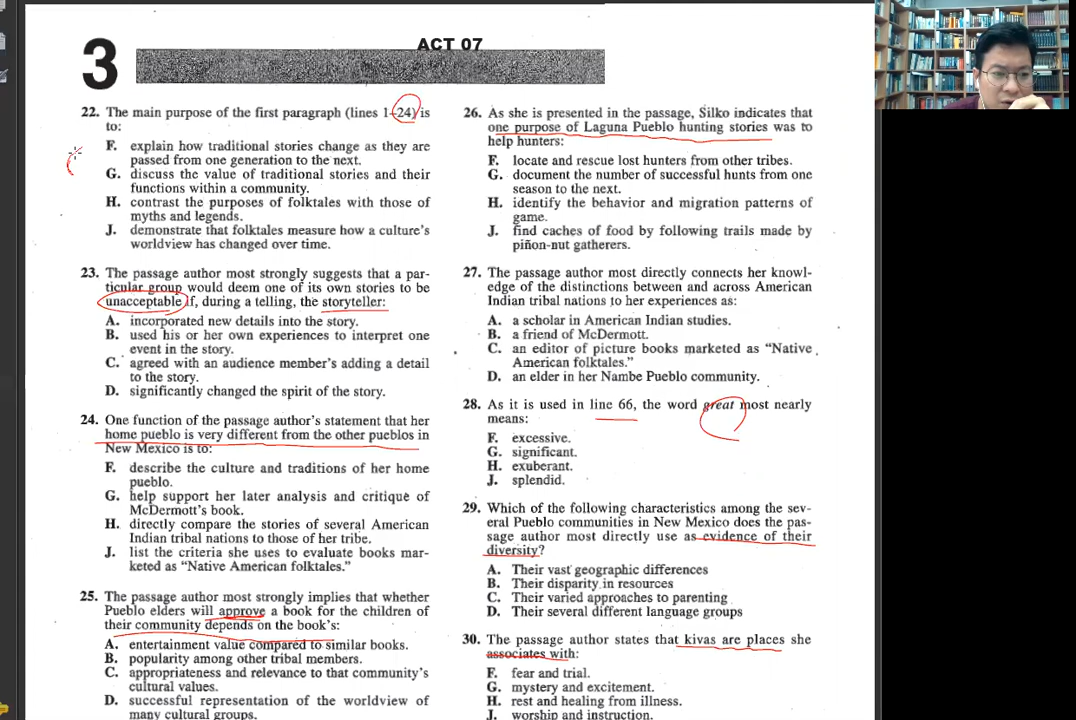 3
ACT 07
22. The main purpose of the first paragraph (lines 1–24) is
to:
F. explain how traditional stories change as they are
passed from one generation to the next.
G. discuss the value of traditional stories and their
functions within a community.
H. contrast the purposes of folktales with those of
myths and legends.
J. demonstrate that folktales measure how a culture's
worldview has changed over time.
23. The passage author most strongly suggests that a par-
ticular group would deem one of its own stories to be
unacceptable if, during a telling, the storyteller:
A. incorporated new details into the story.
B. used his or her own experiences to interpret one
event in the story.
C. agreed with an audience member's adding a detail
to the story.
D. significantly changed the spirit of the story.
24. One function of the passage author's statement that her
home pueblo is very different from the other pueblos in
New Mexico is to:
F. describe the culture and traditions of her home
pueblo.
G. help support her later analysis and critique of
McDermott's book.
H. directly compare the stories of several American
Indian tribal nations to those of her tribe.
J. list the criteria she uses to evaluate books mar-
keted as “Native American folktales.”
25. The passage author most strongly implies that whether
Pueblo elders will approve a book for the children of
their community depends on the book's:
A. entertainment value compared to similar books.
B. popularity among other tribal members.
C. appropriateness and relevance to that community's
cultural values.
D. successful representation of the worldview of
many cultural groups.
26. As she is presented in the passage, Silko indicates that
one purpose of Laguna Pueblo hunting stories was to
help hunters:
F. locate and rescue lost hunters from other tribes.
G. document the number of successful hunts from one
season to the next.
H. identify the behavior and migration patterns of
game.
J. find caches of food by following trails made by
piñon-nut gatherers.
27. The passage author most directly connects her knowl-
edge of the distinctions between and across American
Indian tribal nations to her experiences as:
A. a scholar in American Indian studies.
B. a friend of McDermott.
C. an editor of picture books marketed as “Native
American folktales.”
D. an elder in her Nambe Pueblo community.
28. As it is used in line 66, the word great most nearly
means:
F. excessive.
G. significant.
H. exuberant.
J. splendid.
29. Which of the following characteristics among the sev-
eral Pueblo communities in New Mexico does the pas-
sage author most directly use as evidence of their
diversity?
A. Their vast geographic differences
B. Their disparity in resources
C. Their varied approaches to parenting
D. Their several different language groups
30. The passage author states that kivas are places she
associates with:
F. fear and trial.
G. mystery and excitement.
H. rest and healing from illness.
J. worship and instruction.